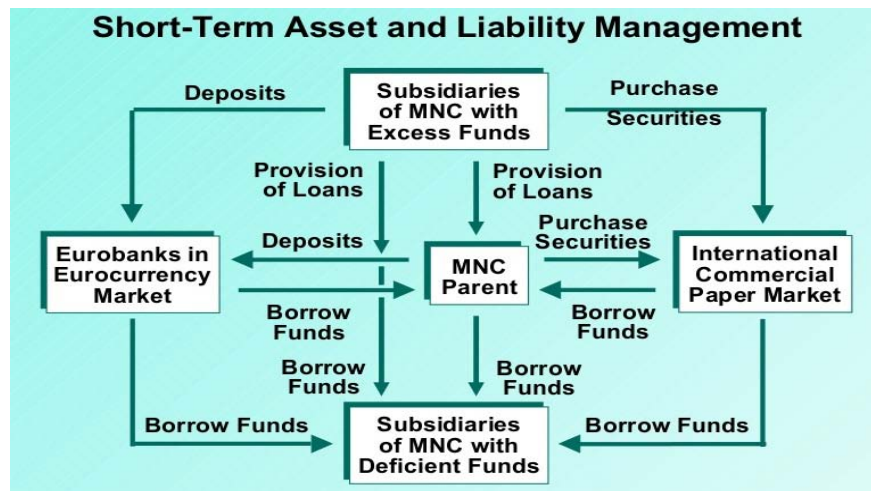 Short-Term Asset and Liability Management
Deposits
Subsidiaries
of MNC with
Excess Funds
Purchase
Securities
Provision
of Loans
Provision
of Loans
Eurobanks in
Eurocurrency
Market
Deposits
MNC
Parent
Purchase
Securities
International
Commercial
Paper Market
Borrow
Funds
Borrow
Funds
Borrow
Funds
Borrow
Funds
Borrow Funds
Subsidiaries
of MNC with
Deficient Funds
Borrow Funds